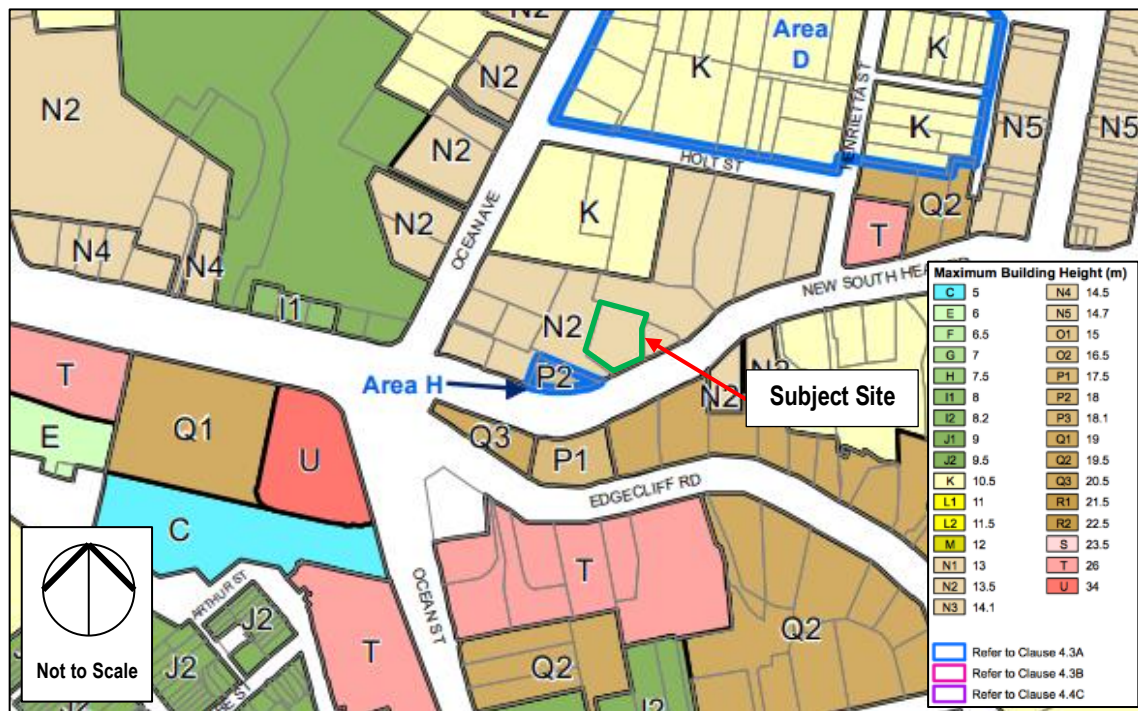 N2
Area
D
K
K
N2
N5
N5
HENRIETTA ST
N2
K
HOLT ST
K
OCEAN AVE
N2
T
Q2
N4
N4
I1
N2
NEW SOUTH HEAD RD
T
Area H
P2
N2
N2
Subject Site
E
Q1
U
Q3
P1
EDGECLIFF RD
C
T
ARTHUR ST
J2
OCEAN ST
T
Q2
Q2
J2
J2
J2
Not to Scale
Maximum Building Height (m)
C 5
E 6
F 6.5
G 7
H 7.5
I1 8
I2 8.2
J1 9
J2 9.5
K 10.5
L1 11
L2 11.5
M 12
N1 13
N2 13.5
N3 14.1
N4 14.5
N5 14.7
O1 15
O2 16.5
P1 17.5
P2 18
P3 18.1
Q1 19
Q2 19.5
Q3 20.5
R1 21.5
R2 22.5
S 23.5
T 26
U 34
Refer to Clause 4.3A
Refer to Clause 4.3B
Refer to Clause 4.4C